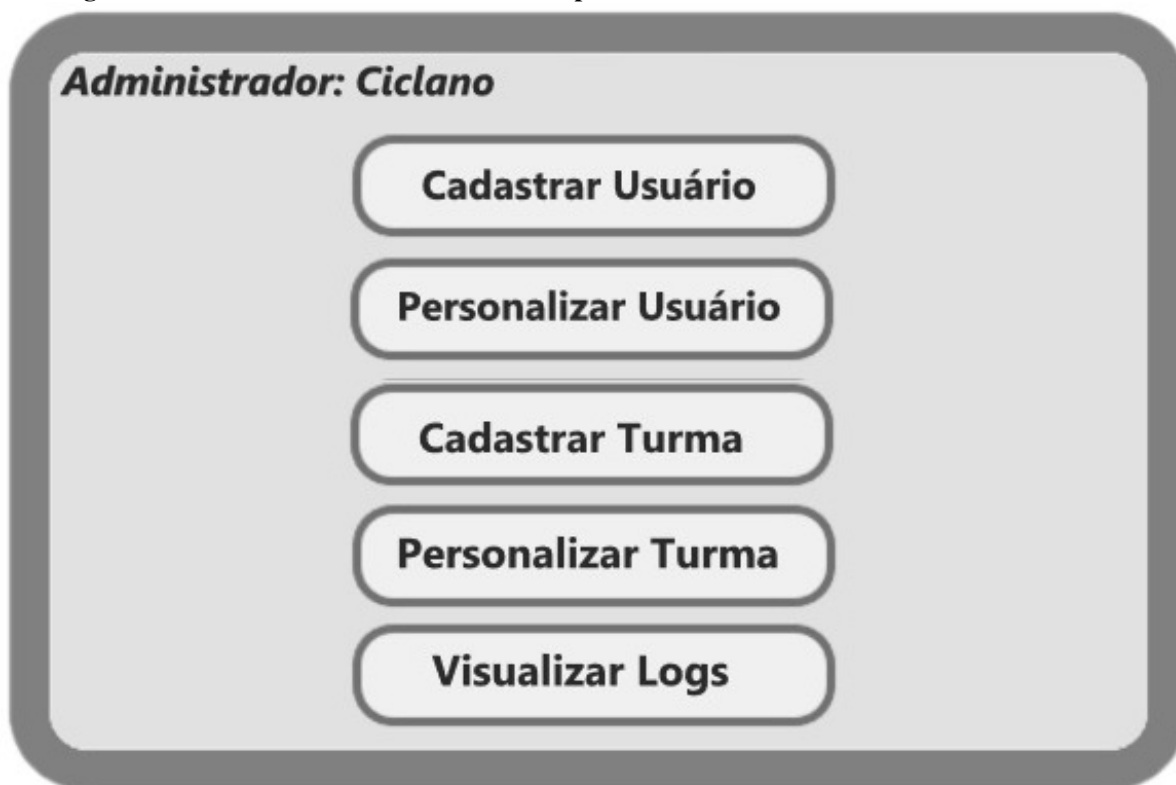 Administrador: Ciclano
Cadastrar Usuário
Personalizar Usuário
Cadastrar Turma
Personalizar Turma
Visualizar Logs